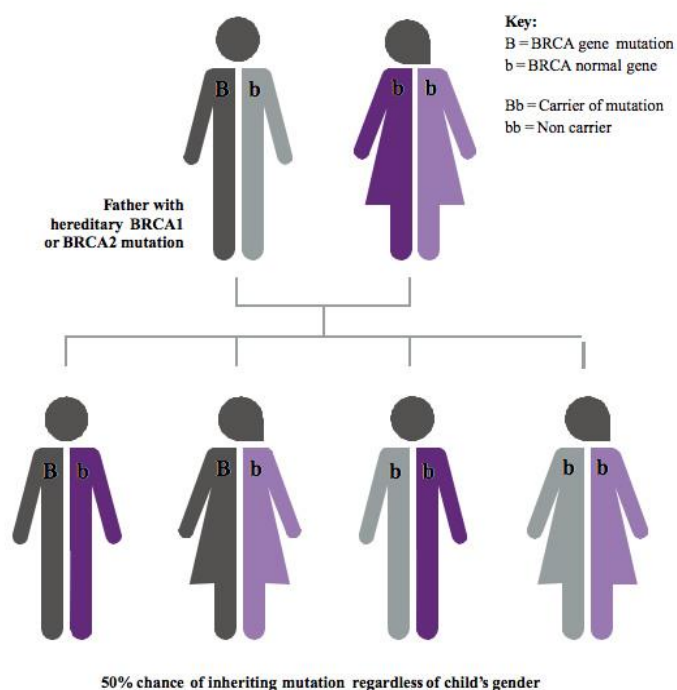 Key:
B = BRCA gene mutation
b = BRCA normal gene
Bb = Carrier of mutation
bb = Non carrier
B b
b b
Father with
hereditary BRCA1
or BRCA2 mutation
B b
B b
b b
b b
50% chance of inheriting mutation regardless of child's gender